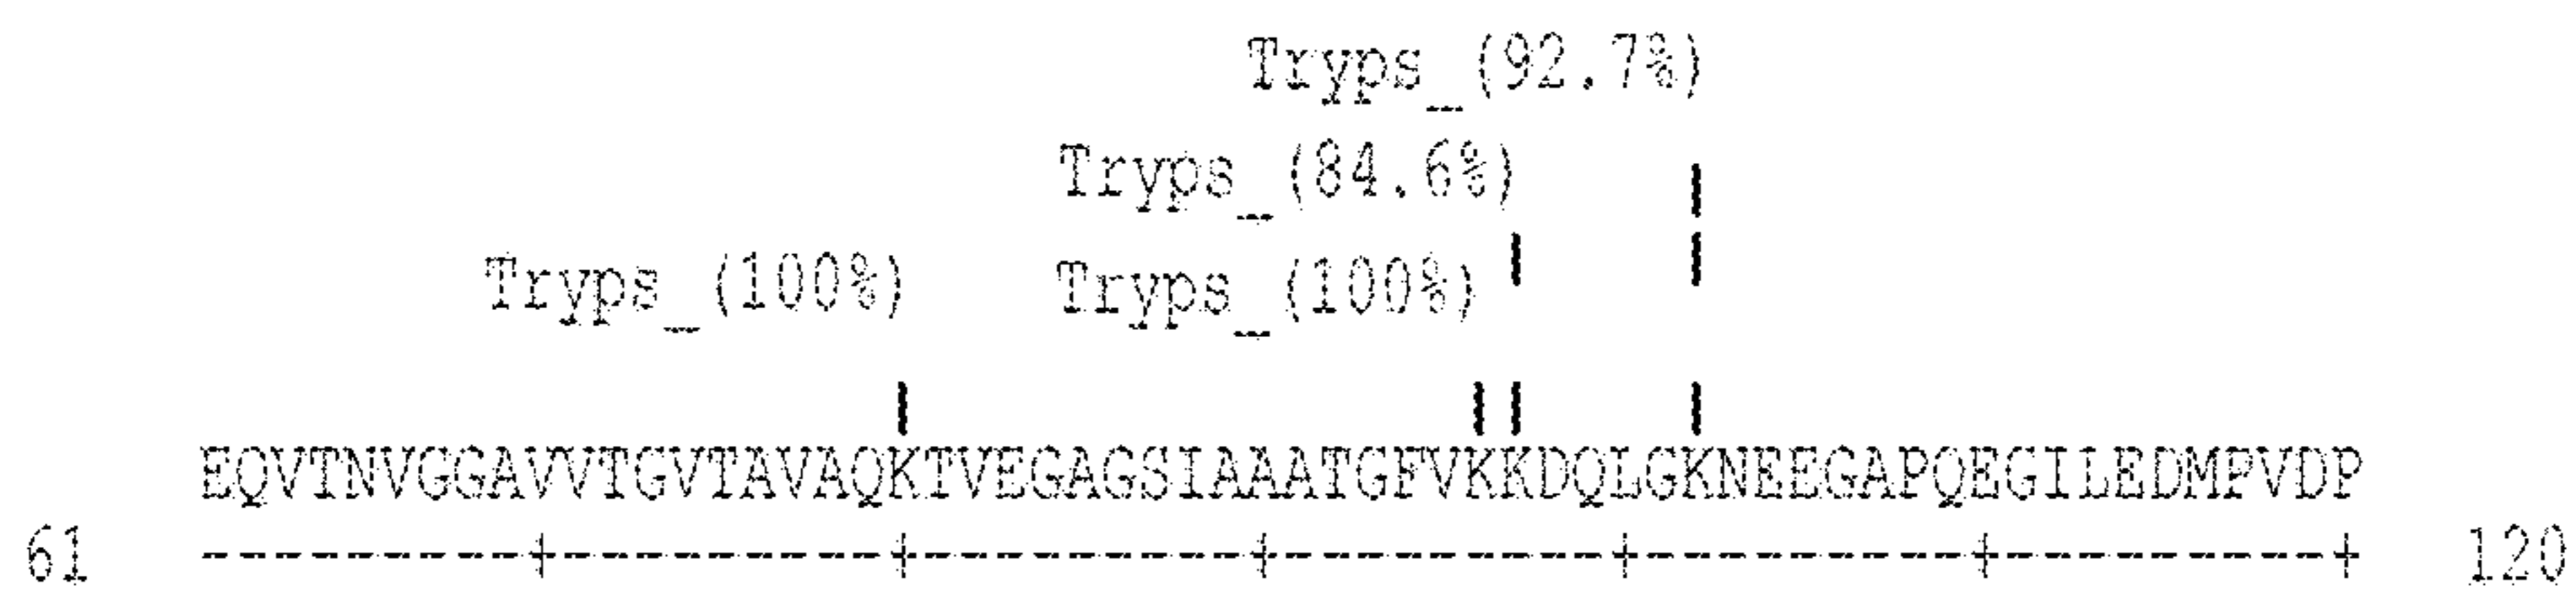 Tryps_(92.7%)
Tryps_(84.6%)
Tryps_(100%) Tryps_(100%)
EQVTNVGGAVVTGVTAVAQKTVEGAGSIAAATGFVKKDQLGKNEEGAPQEGILEDMPVDP
61 ---------+---------+---------+---------+---------+---------+ 120